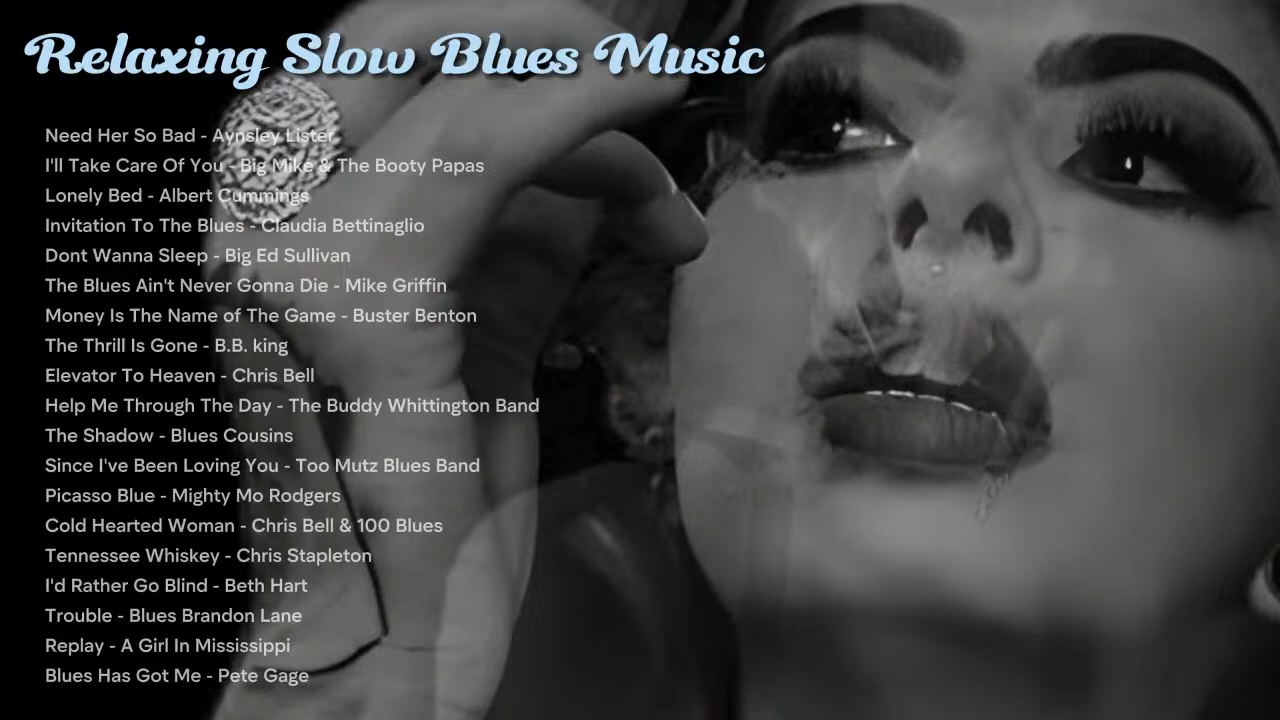 Relaxing Slow Blues Music
Need Her So Bad - Aynsley Lister
I'll Take Care Of You - Big Mike & The Booty Papas
Lonely Bed - Albert Cummings
Invitation To The Blues - Claudia Bettinaglio
Dont Wanna Sleep - Big Ed Sullivan
The Blues Ain't Never Gonna Die - Mike Griffin
Money Is The Name of The Game - Buster Benton
The Thrill Is Gone - B.B. king
Elevator To Heaven - Chris Bell
Help Me Through The Day - The Buddy Whittington Band
The Shadow - Blues Cousins
Since I've Been Loving You - Too Mutz Blues Band
Picasso Blue - Mighty Mo Rodgers
Cold Hearted Woman - Chris Bell & 100 Blues
Tennessee Whiskey - Chris Stapleton
I'd Rather Go Blind - Beth Hart
Trouble - Blues Brandon Lane
Replay - A Girl In Mississippi
Blues Has Got Me - Pete Gage